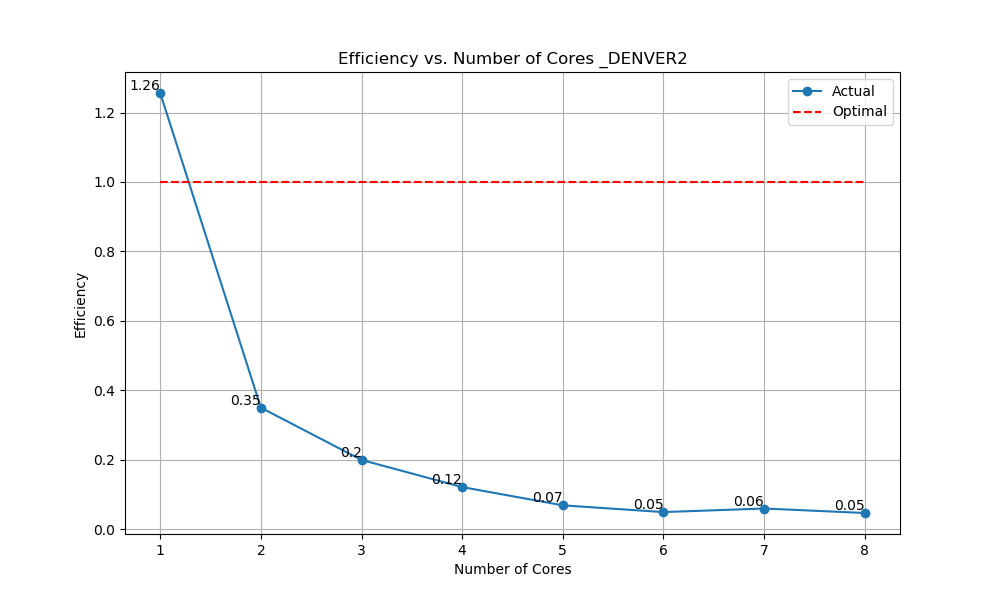 Efficiency vs. Number of Cores _DENVER2
Actual
Optimal
1.26
0.35
0.2
0.12
0.07
0.05
0.06
0.05
1.2
1.0
0.8
0.6
0.4
0.2
0.0
Efficiency
1 2 3 4 5 6 7 8
Number of Cores